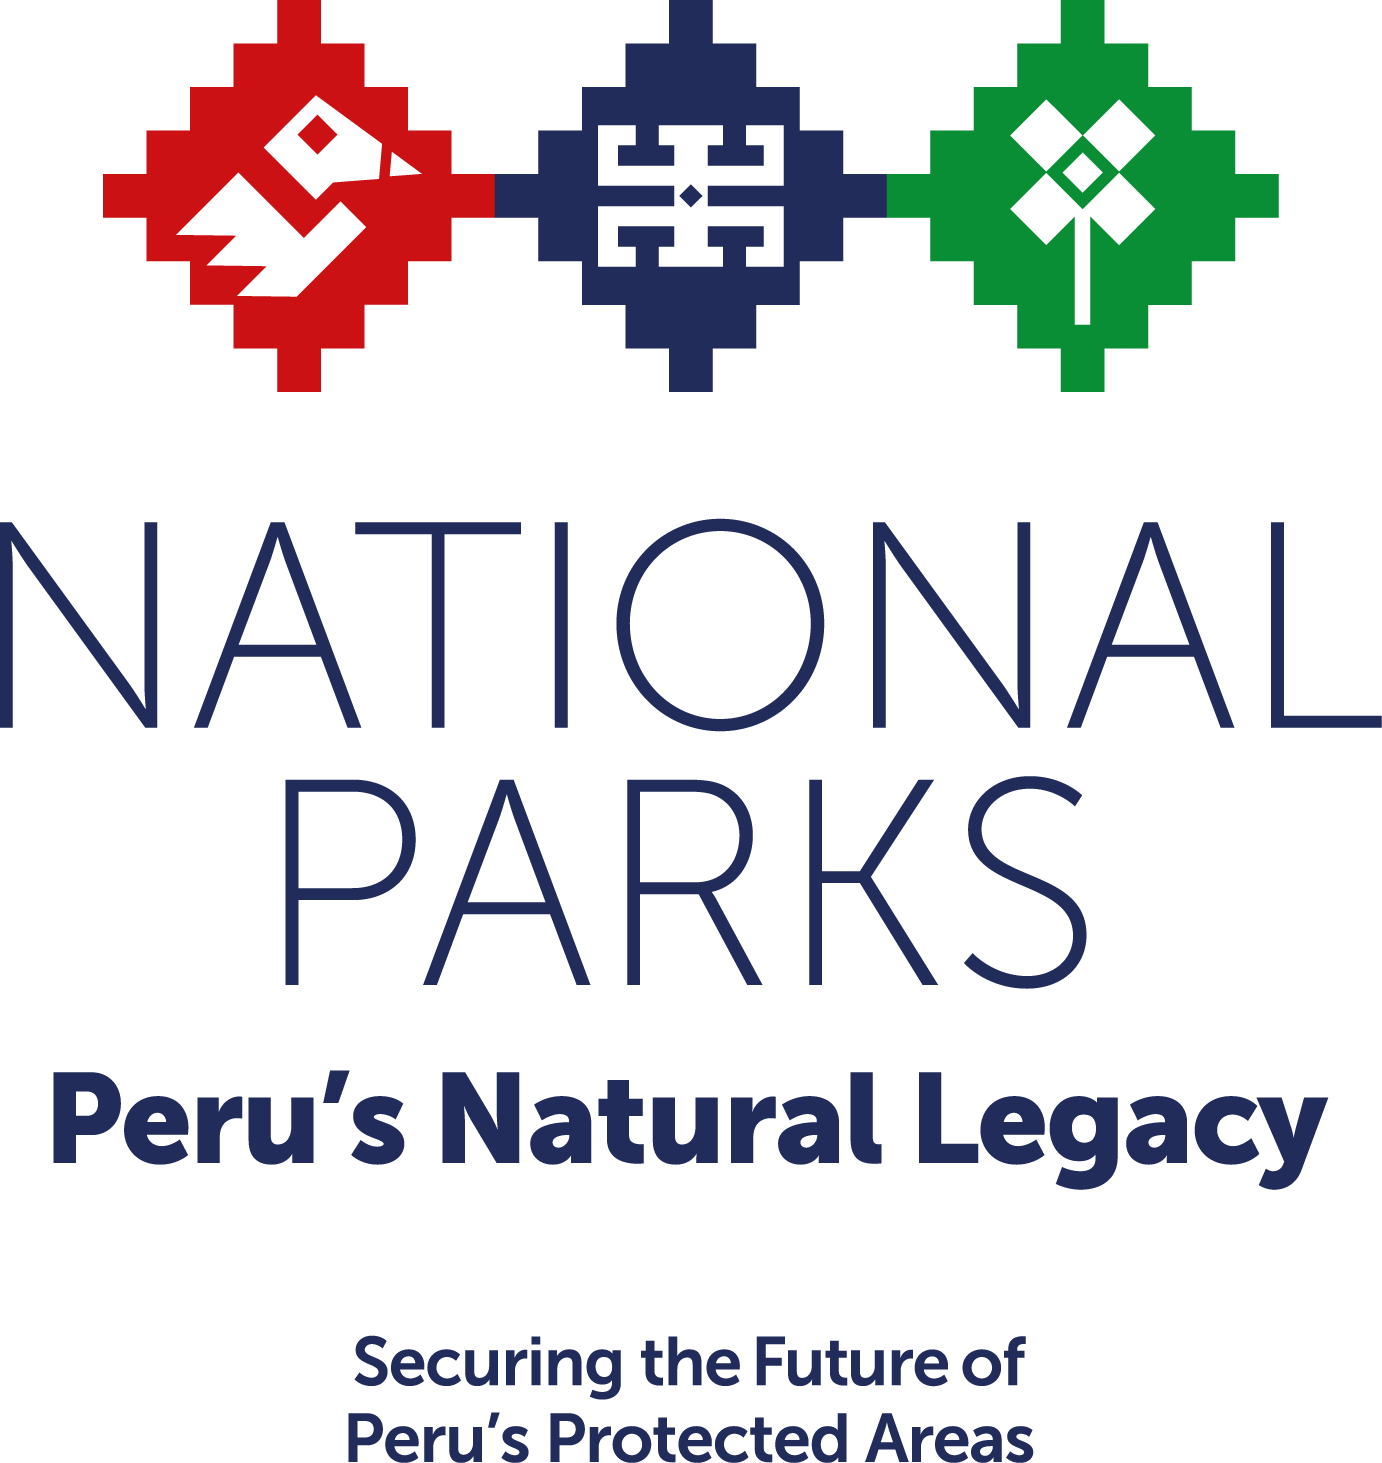 NATIONAL
PARKS
Peru’s Natural Legacy
Securing the Future of
Peru’s Protected Areas